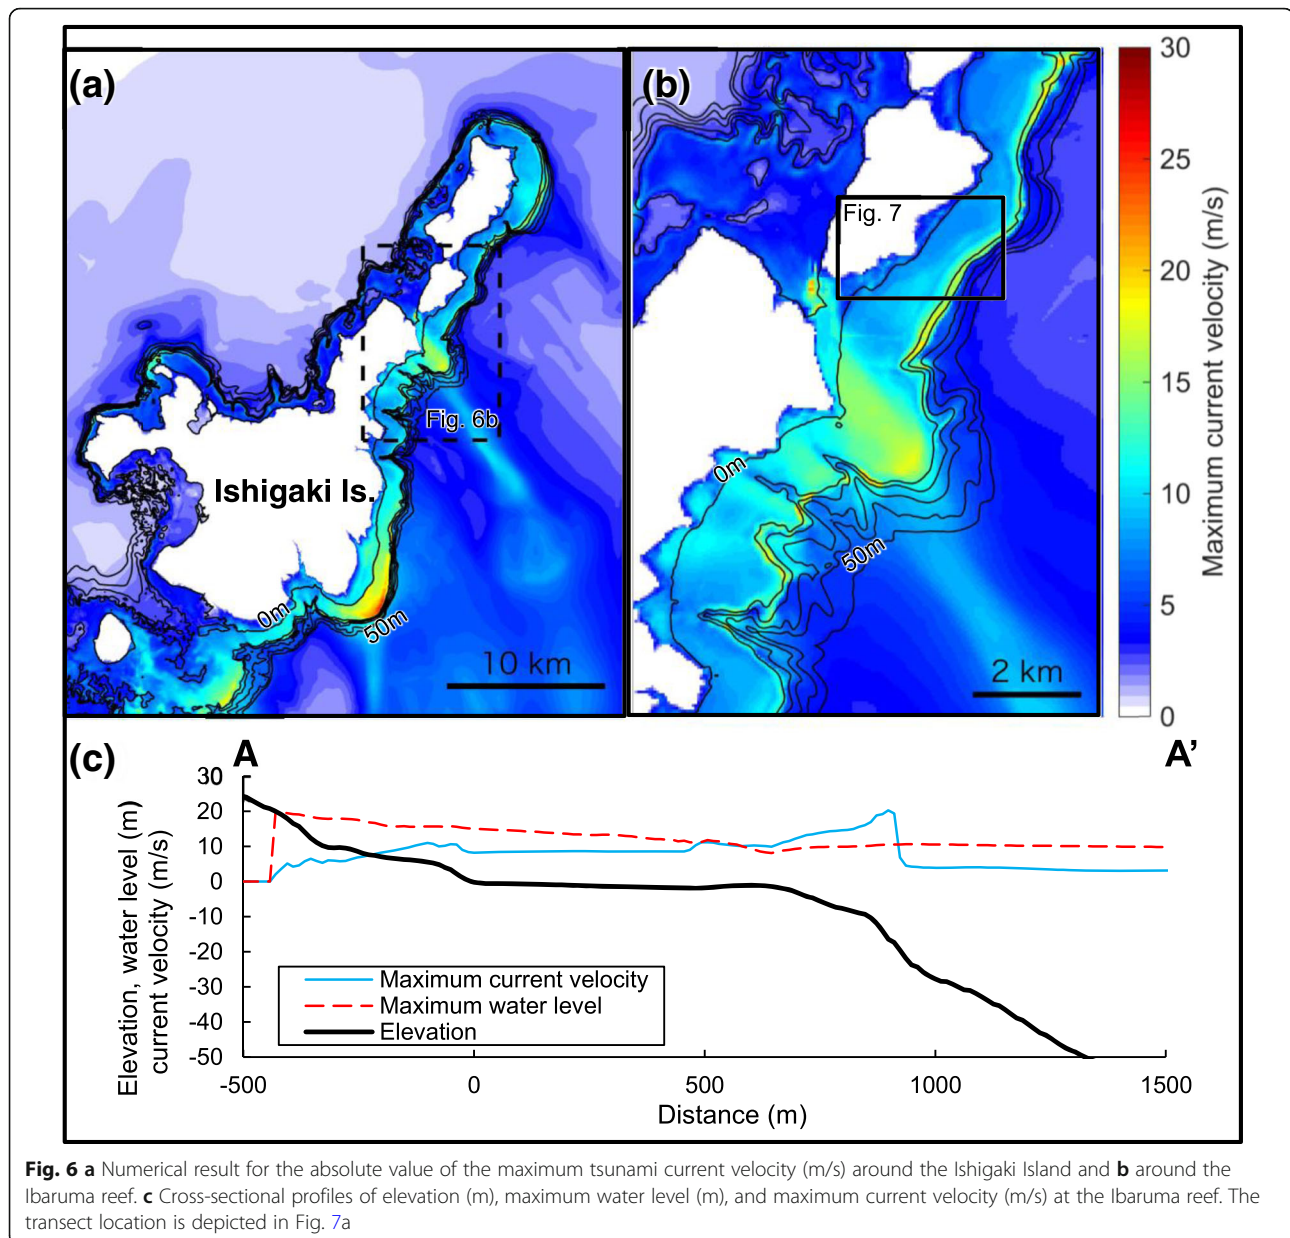 (a)
(b)
30
25
20
15
10
5
0
Maximum current velocity (m/s)
Fig. 7
Fig. 6b
Ishigaki Is.
0m
50m
10 km
0m
50m
2 km
(c)
A
A’
30
20
10
0
-10
-20
-30
-40
-50
Elevation, water level (m)
current velocity (m/s)
Maximum current velocity
Maximum water level
Elevation
-500
0
500
1000
1500
Distance (m)
Fig. 6 a Numerical result for the absolute value of the maximum tsunami current velocity (m/s) around the Ishigaki Island and b around the
Ibaruma reef. c Cross-sectional profiles of elevation (m), maximum water level (m), and maximum current velocity (m/s) at the Ibaruma reef. The
transect location is depicted in Fig. 7a